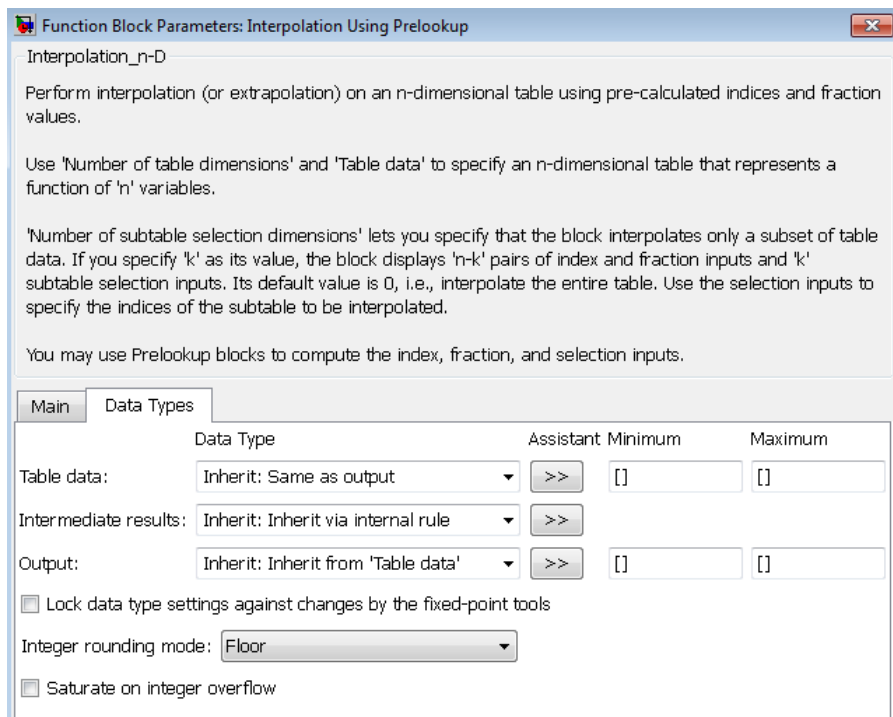 Function Block Parameters: Interpolation Using Prelookup
Interpolation_n-D
Perform interpolation (or extrapolation) on an n-dimensional table using pre-calculated indices and fraction
values.
Use 'Number of table dimensions' and 'Table data' to specify an n-dimensional table that represents a
function of 'n' variables.
'Number of subtable selection dimensions' lets you specify that the block interpolates only a subset of table
data. If you specify 'k' as its value, the block displays 'n-k' pairs of index and fraction inputs and 'k'
subtable selection inputs. Its default value is 0, i.e., interpolate the entire table. Use the selection inputs to
specify the indices of the subtable to be interpolated.
You may use Prelookup blocks to compute the index, fraction, and selection inputs.
Main Data Types
Data Type Assistant Minimum Maximum
Table data: Inherit: Same as output >> [] []
Intermediate results: Inherit: Inherit via internal rule >>
Output: Inherit: Inherit from 'Table data' >> [] []
Lock data type settings against changes by the fixed-point tools
Integer rounding mode: Floor
Saturate on integer overflow